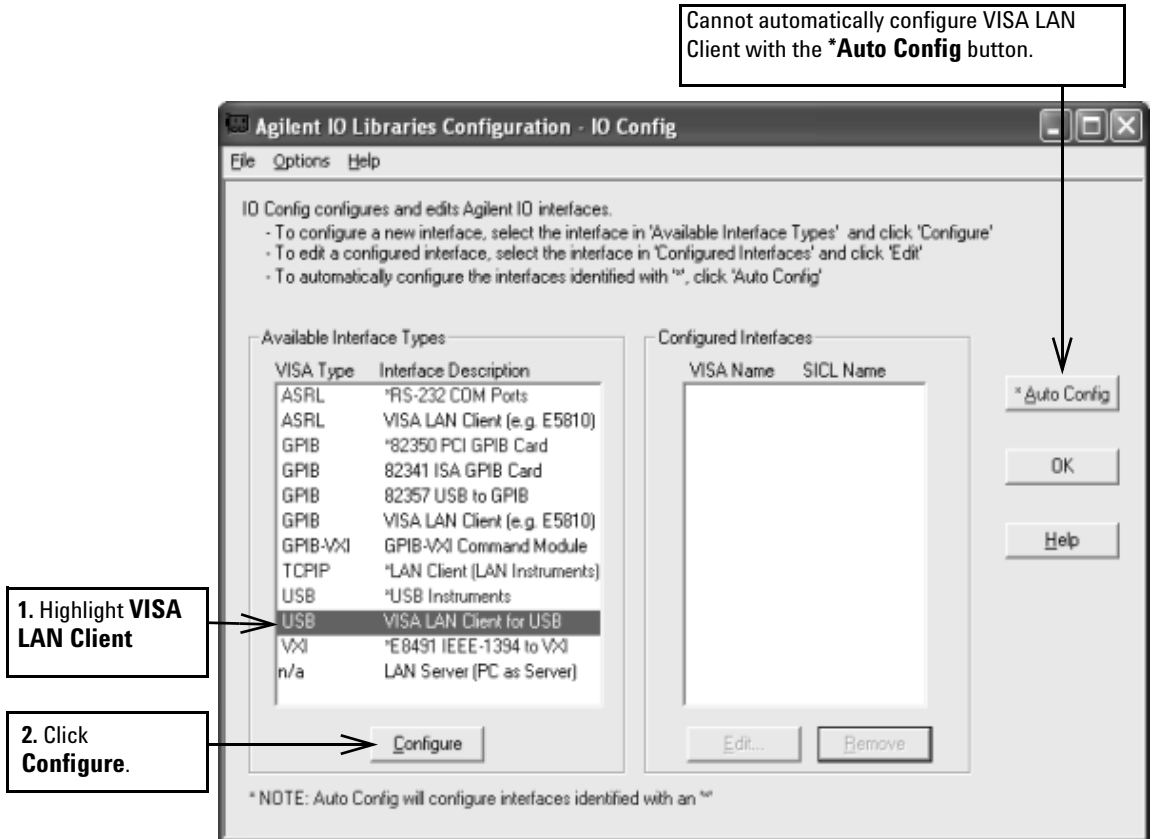 Cannot automatically configure VISA LAN
Client with the *Auto Config button.
Agilent IO Libraries Configuration - IO Config
File Options Help
IO Config configures and edits Agilent IO interfaces.
- To configure a new interface, select the interface in 'Available Interface Types' and click 'Configure'
- To edit a configured interface, select the interface in 'Configured Interfaces' and click 'Edit'
- To automatically configure the interfaces identified with '*', click 'Auto Config'
Available Interface Types
VISA Type Interface Description
ASRL *RS-232 COM Ports
ASRL VISA LAN Client (e.g. E5810)
GPIB *82350 PCI GPIB Card
GPIB 82341 ISA GPIB Card
GPIB 82357 USB to GPIB
GPIB VISA LAN Client (e.g. E5810)
GPIB-VXI GPIB-VXI Command Module
TCPIP *LAN Client (LAN Instruments)
USB *USB Instruments
USB VISA LAN Client for USB
VXI *E8491 IEEE-1394 to VXI
n/a LAN Server (PC as Server)
Configure
Configured Interfaces
VISA Name SICL Name
Edit... Remove
* Auto Config
OK
Help
1. Highlight VISA
LAN Client
2. Click
Configure.
* NOTE: Auto Config will configure interfaces identified with an '*'